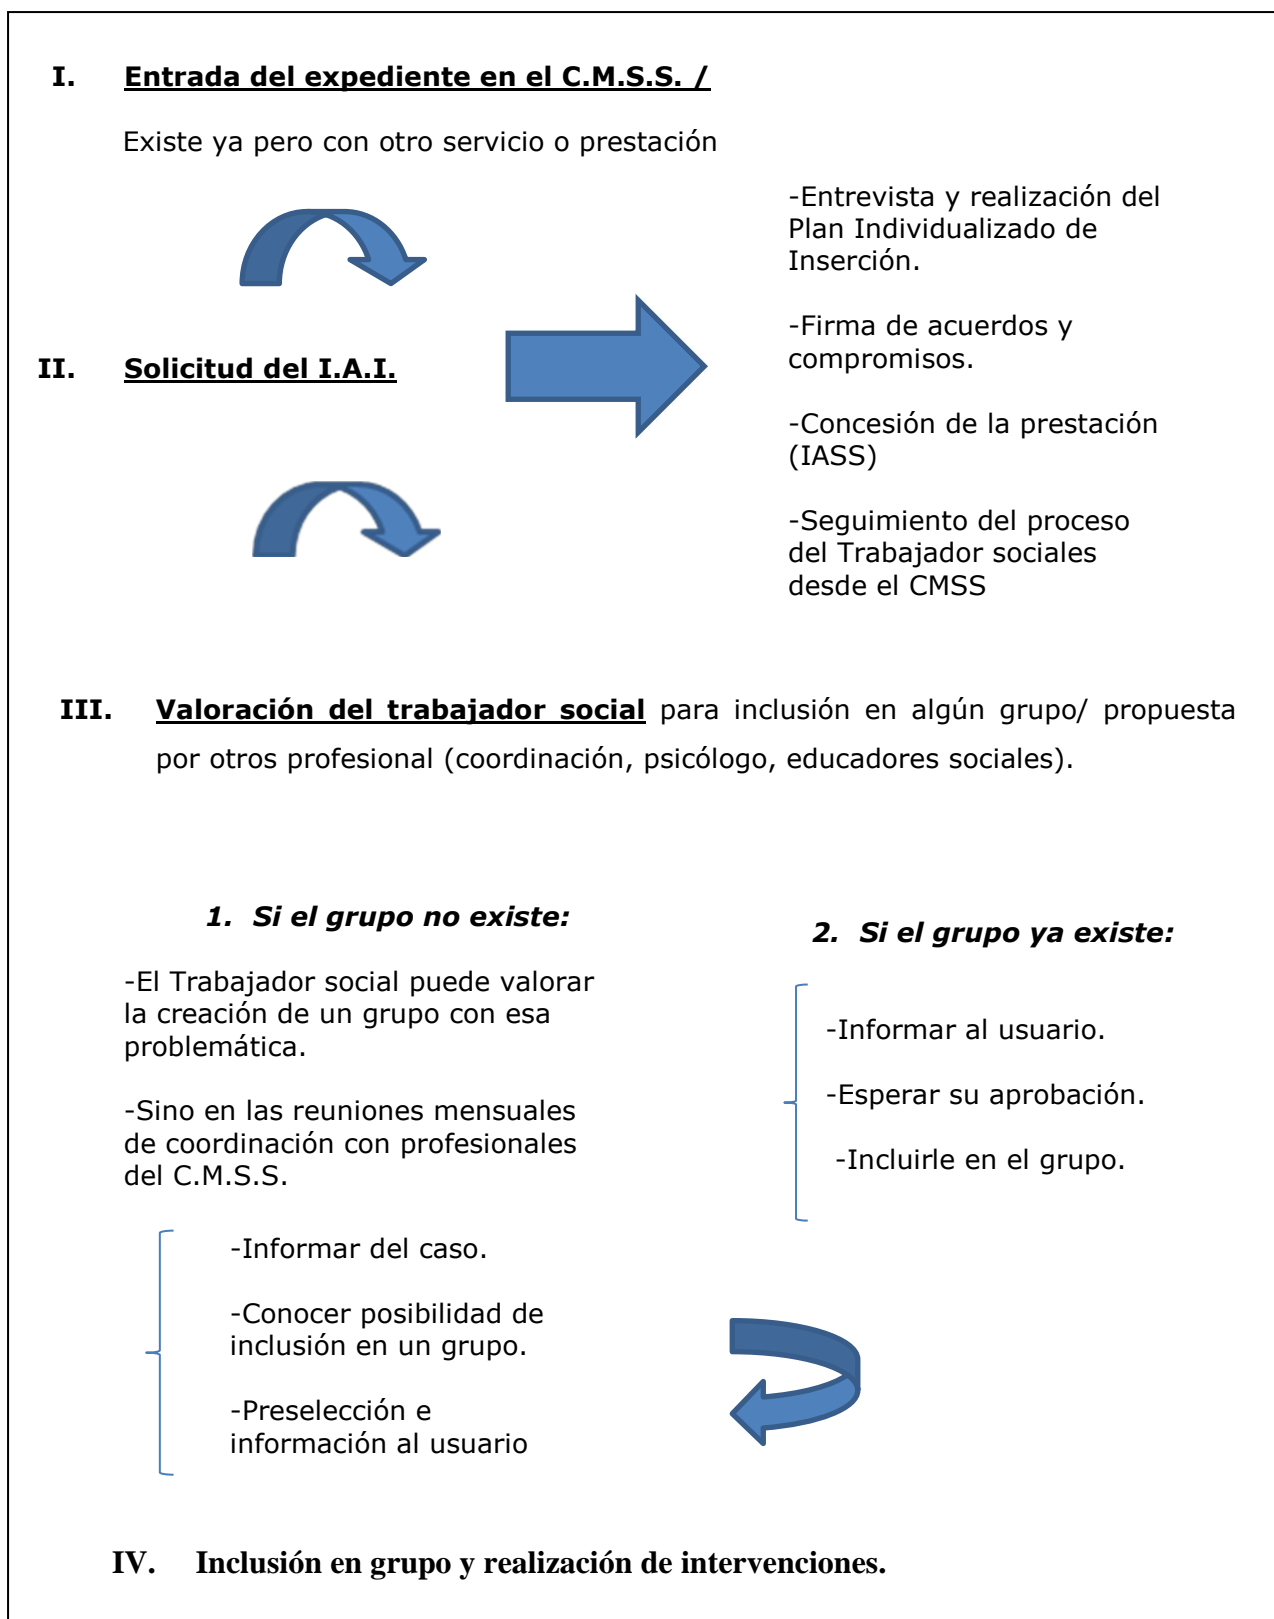 I. Entrada del expediente en el C.M.S.S. /
Existe ya pero con otro servicio o prestación
-Entrevista y realización del
Plan Individualizado de
Inserción.
-Firma de acuerdos y
compromisos.
II. Solicitud del I.A.I.
-Concesión de la prestación
(IASS)
-Seguimiento del proceso
del Trabajador sociales
desde el CMSS
III. Valoración del trabajador social para inclusión en algún grupo/ propuesta
por otros profesional (coordinación, psicólogo, educadores sociales).
1. Si el grupo no existe:
-El Trabajador social puede valorar
la creación de un grupo con esa
problemática.
-Sino en las reuniones mensuales
de coordinación con profesionales
del C.M.S.S.
-Informar del caso.
-Conocer posibilidad de
inclusión en un grupo.
-Preselección e
información al usuario
2. Si el grupo ya existe:
-Informar al usuario.
-Esperar su aprobación.
-Incluirle en el grupo.
IV. Inclusión en grupo y realización de intervenciones.